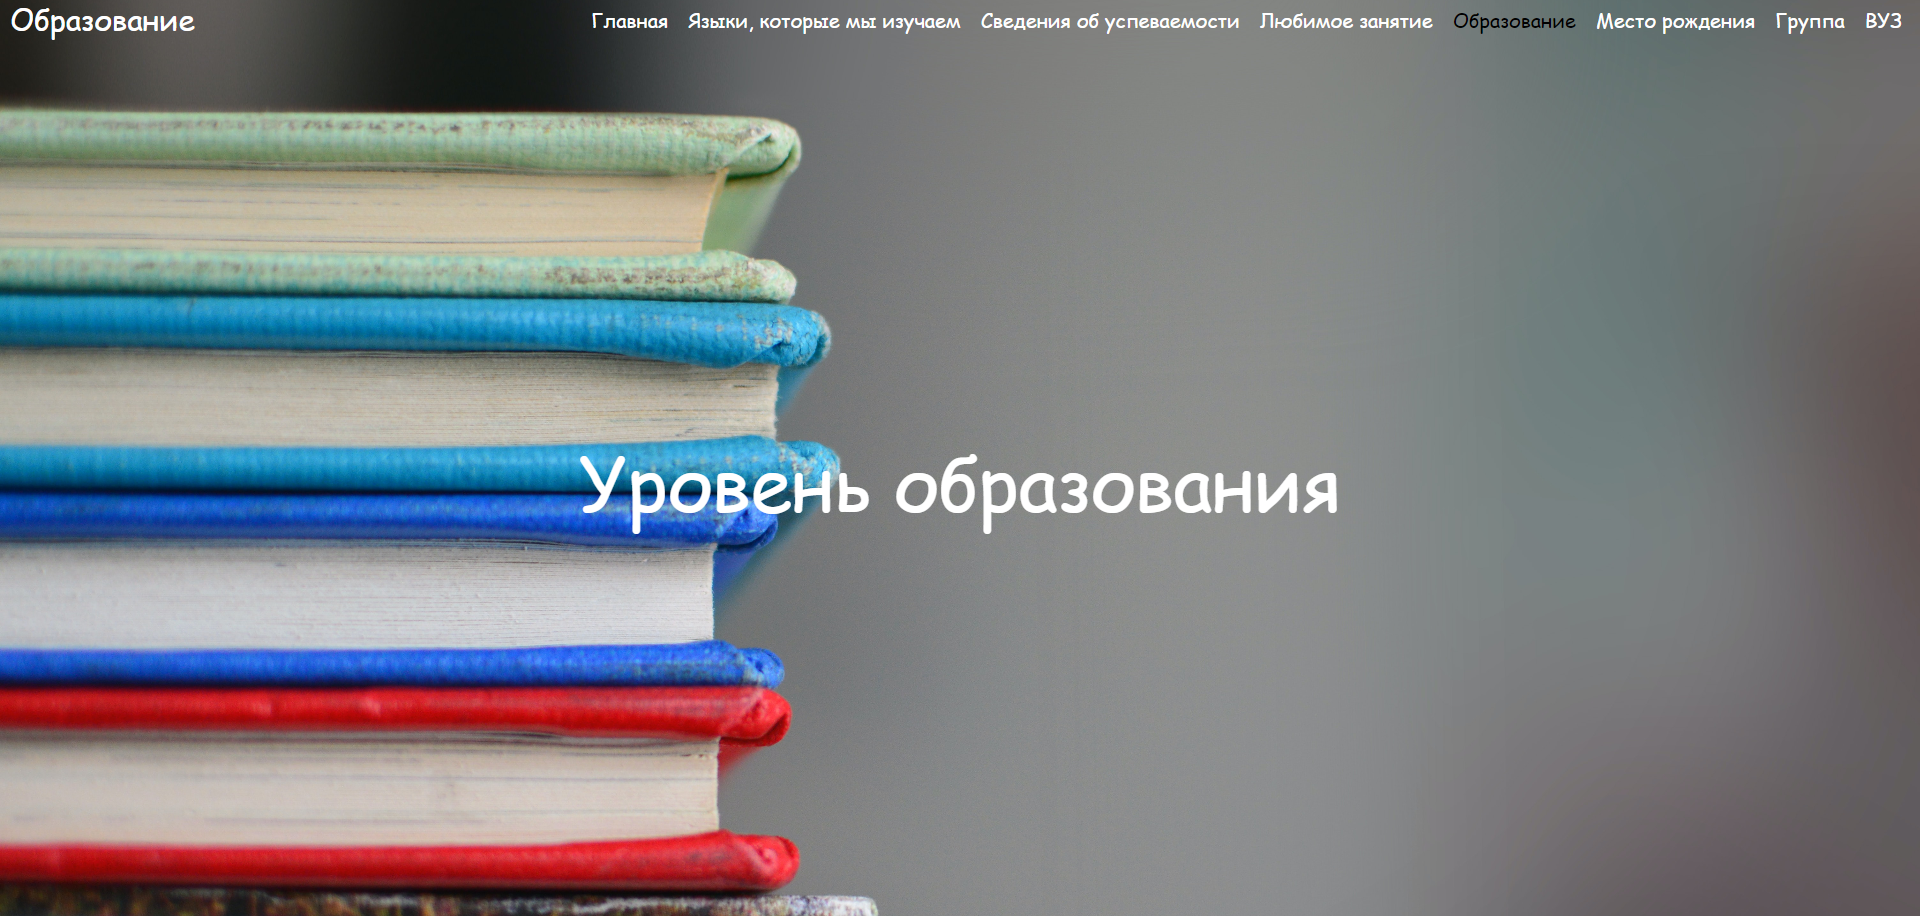 Образование
Главная Языки, которые мы изучаем Сведения об успеваемости Любимое занятие Образование Место рождения Группа ВУЗ
Уровень образования